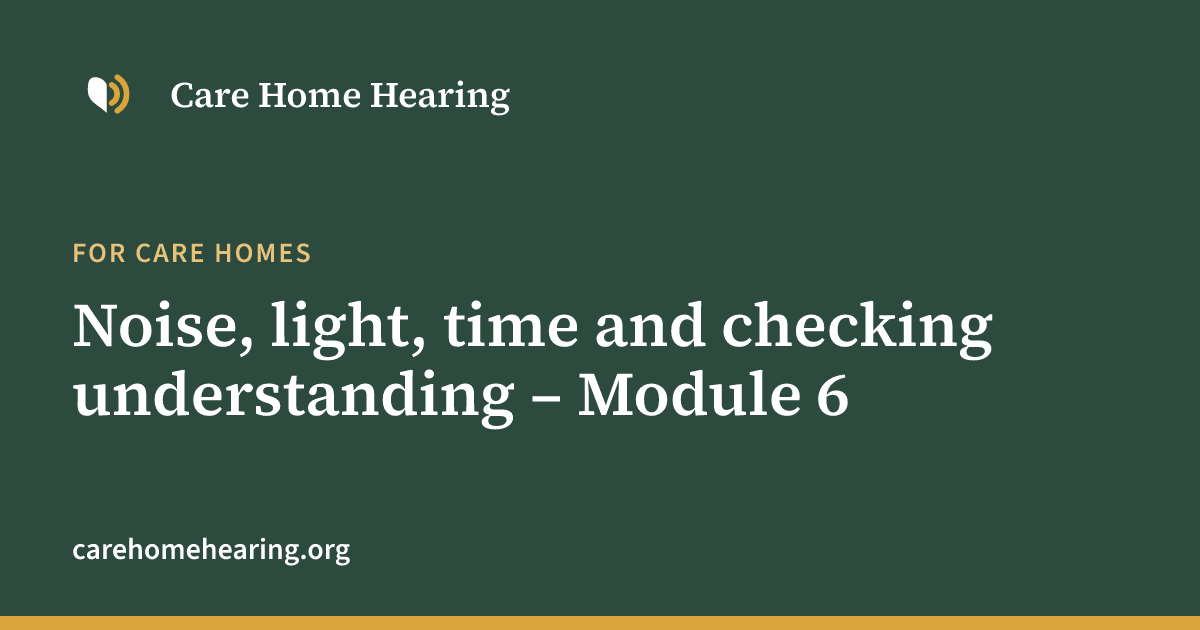 Care Home Hearing
FOR CARE HOMES
Noise, light, time and checking
understanding – Module 6
carehomehearing.org